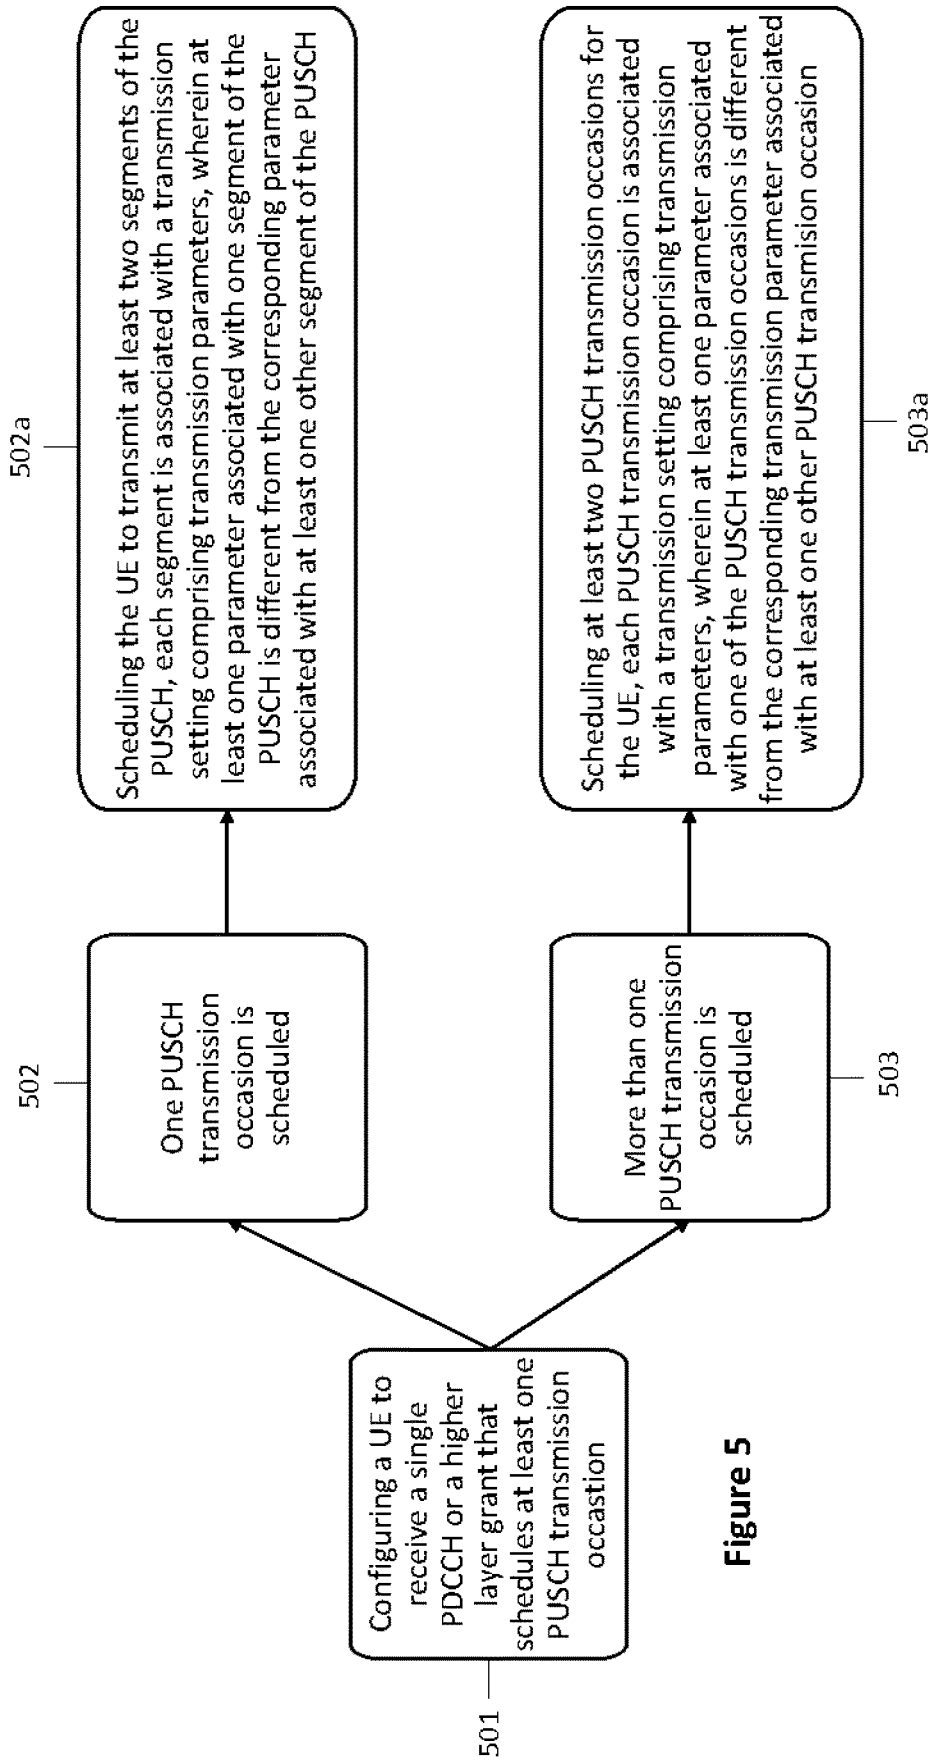 501
Configuring a UE to
receive a single
PDCCH or a higher
layer grant that
schedules at least one
PUSCH transmission
occastion
502
One PUSCH
transmission
occasion is
scheduled
502a
Scheduling the UE to transmit at least two segments of the
PUSCH, each segment is associated with a transmission
setting comprising transmission parameters, wherein at
least one parameter associated with one segment of the
PUSCH is different from the corresponding parameter
associated with at least one other segment of the PUSCH
More than one
PUSCH transmission
occasion is
scheduled
503
Scheduling at least two PUSCH transmission occasions for
the UE, each PUSCH transmission occasion is associated
with a transmission setting comprising transmission
parameters, wherein at least one parameter associated
with one of the PUSCH transmission occasions is different
from the corresponding transmission parameter associated
with at least one other PUSCH transmision occasion
503a
Figure 5